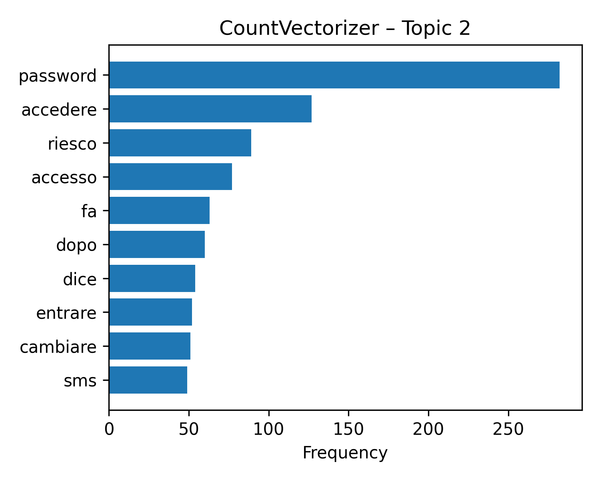 CountVectorizer – Topic 2
password
accedere
riesco
accesso
fa
dopo
dice
entrare
cambiare
sms
0 50 100 150 200 250
Frequency